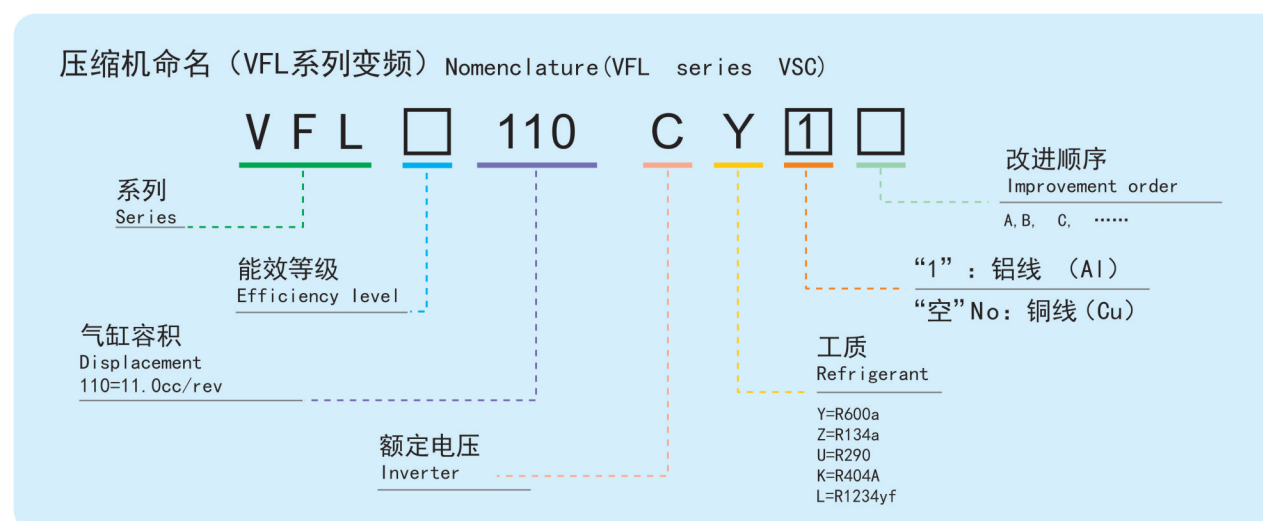 压缩机命名（VFL系列变频）Nomenclature(VFL series VSC)
VFL□ 110 CY1□
系列
Series
能效等级
Efficiency level
气缸容积
Displacement
110=11.0cc/rev
额定电压
Inverter
工质
Refrigerant
Y=R600a
Z=R134a
U=R290
K=R404A
L=R1234yf
“1”：铝线 （Al）
“空”No：铜线（Cu）
改进顺序
Improvement order
A,B, C, ……